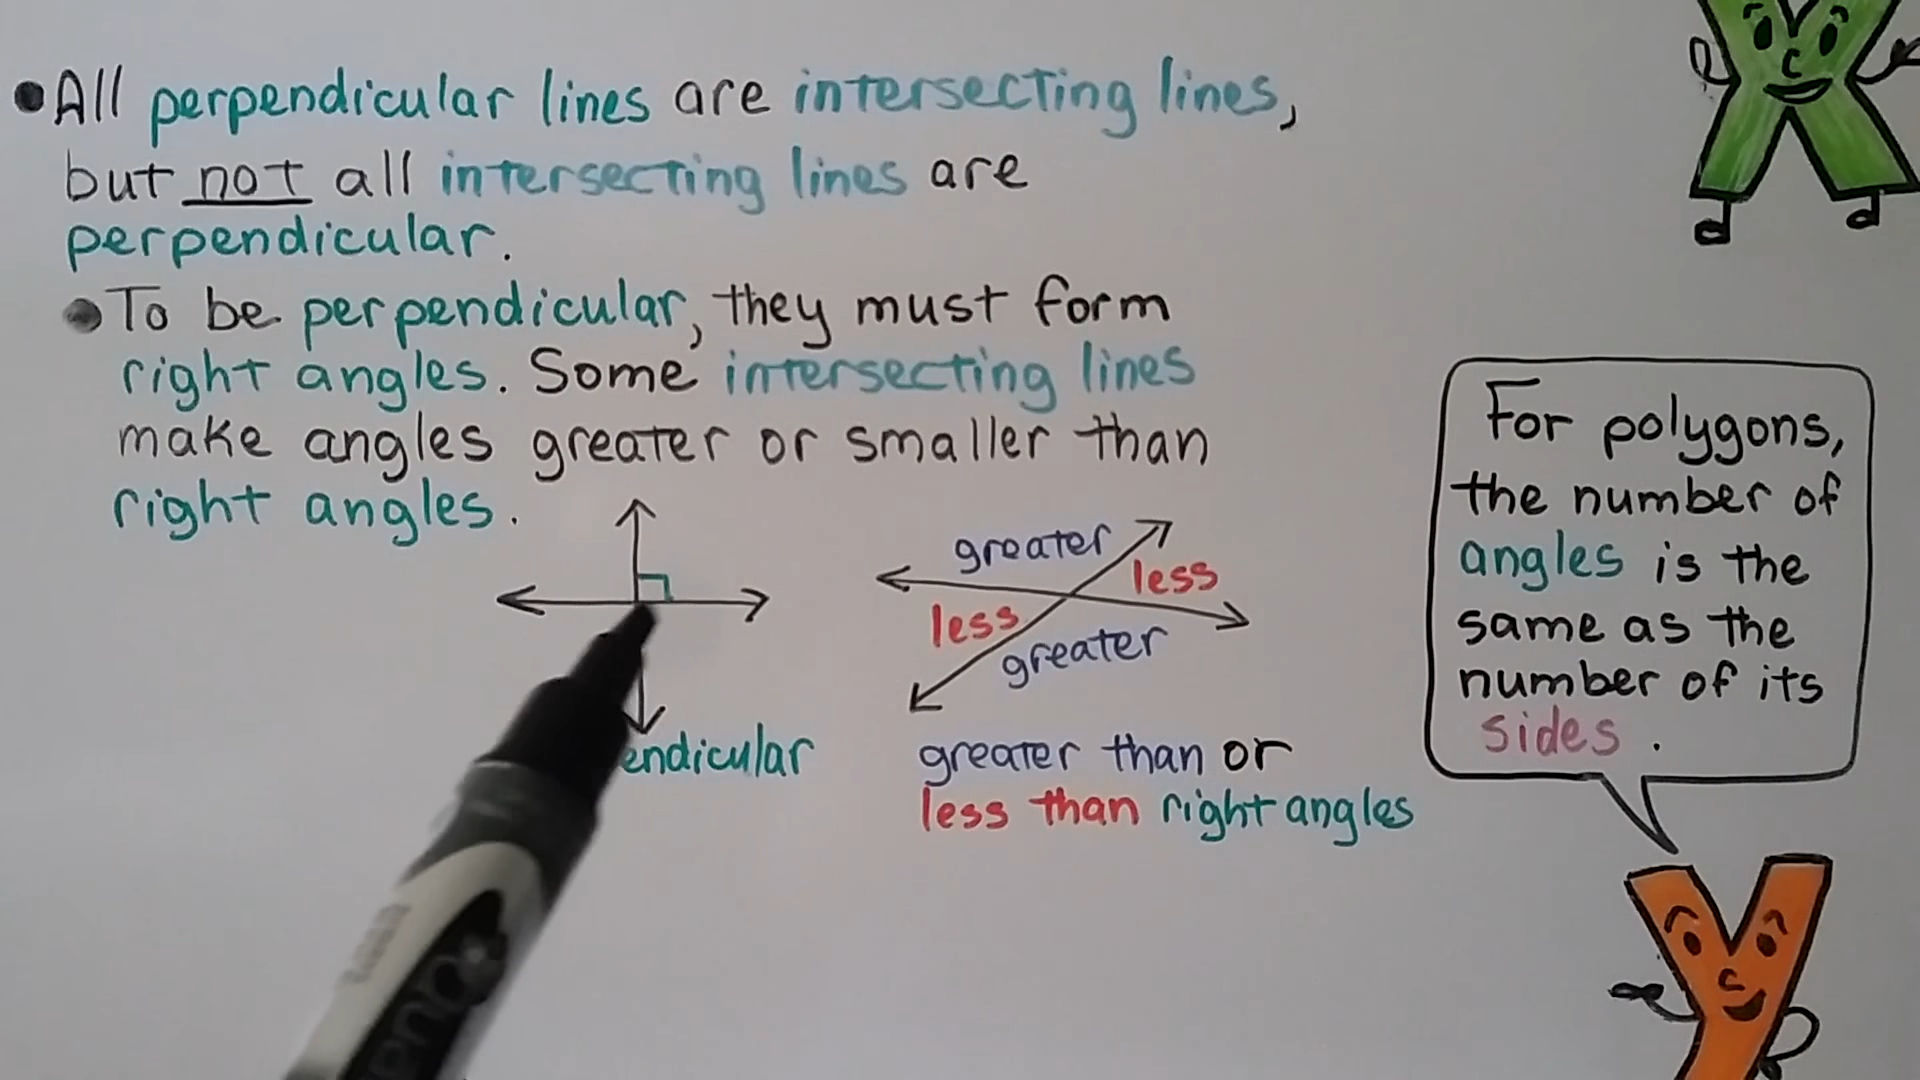 •All perpendicular lines are intersecting lines,
but not all intersecting lines are
perpendicular.
•To be perpendicular, they must form
right angles. Some intersecting lines
make angles greater or smaller than
right angles.
greater
less
less
greater
endicular
greater than or
less than right angles
For polygons,
the number of
angles is the
same as the
number of its
sides.